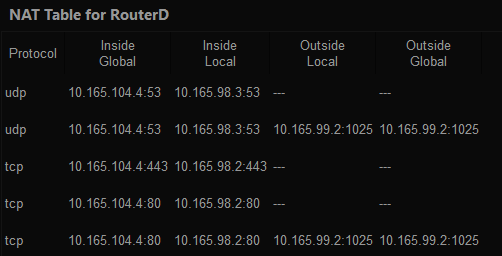 NAT Table for RouterD
Protocol Inside Global Inside Local Outside Local Outside Global
udp 10.165.104.4:53 10.165.98.3:53 --- ---
udp 10.165.104.4:53 10.165.98.3:53 10.165.99.2:1025 10.165.99.2:1025
tcp 10.165.104.4:443 10.165.98.2:443 --- ---
tcp 10.165.104.4:80 10.165.98.2:80 --- ---
tcp 10.165.104.4:80 10.165.98.2:80 10.165.99.2:1025 10.165.99.2:1025